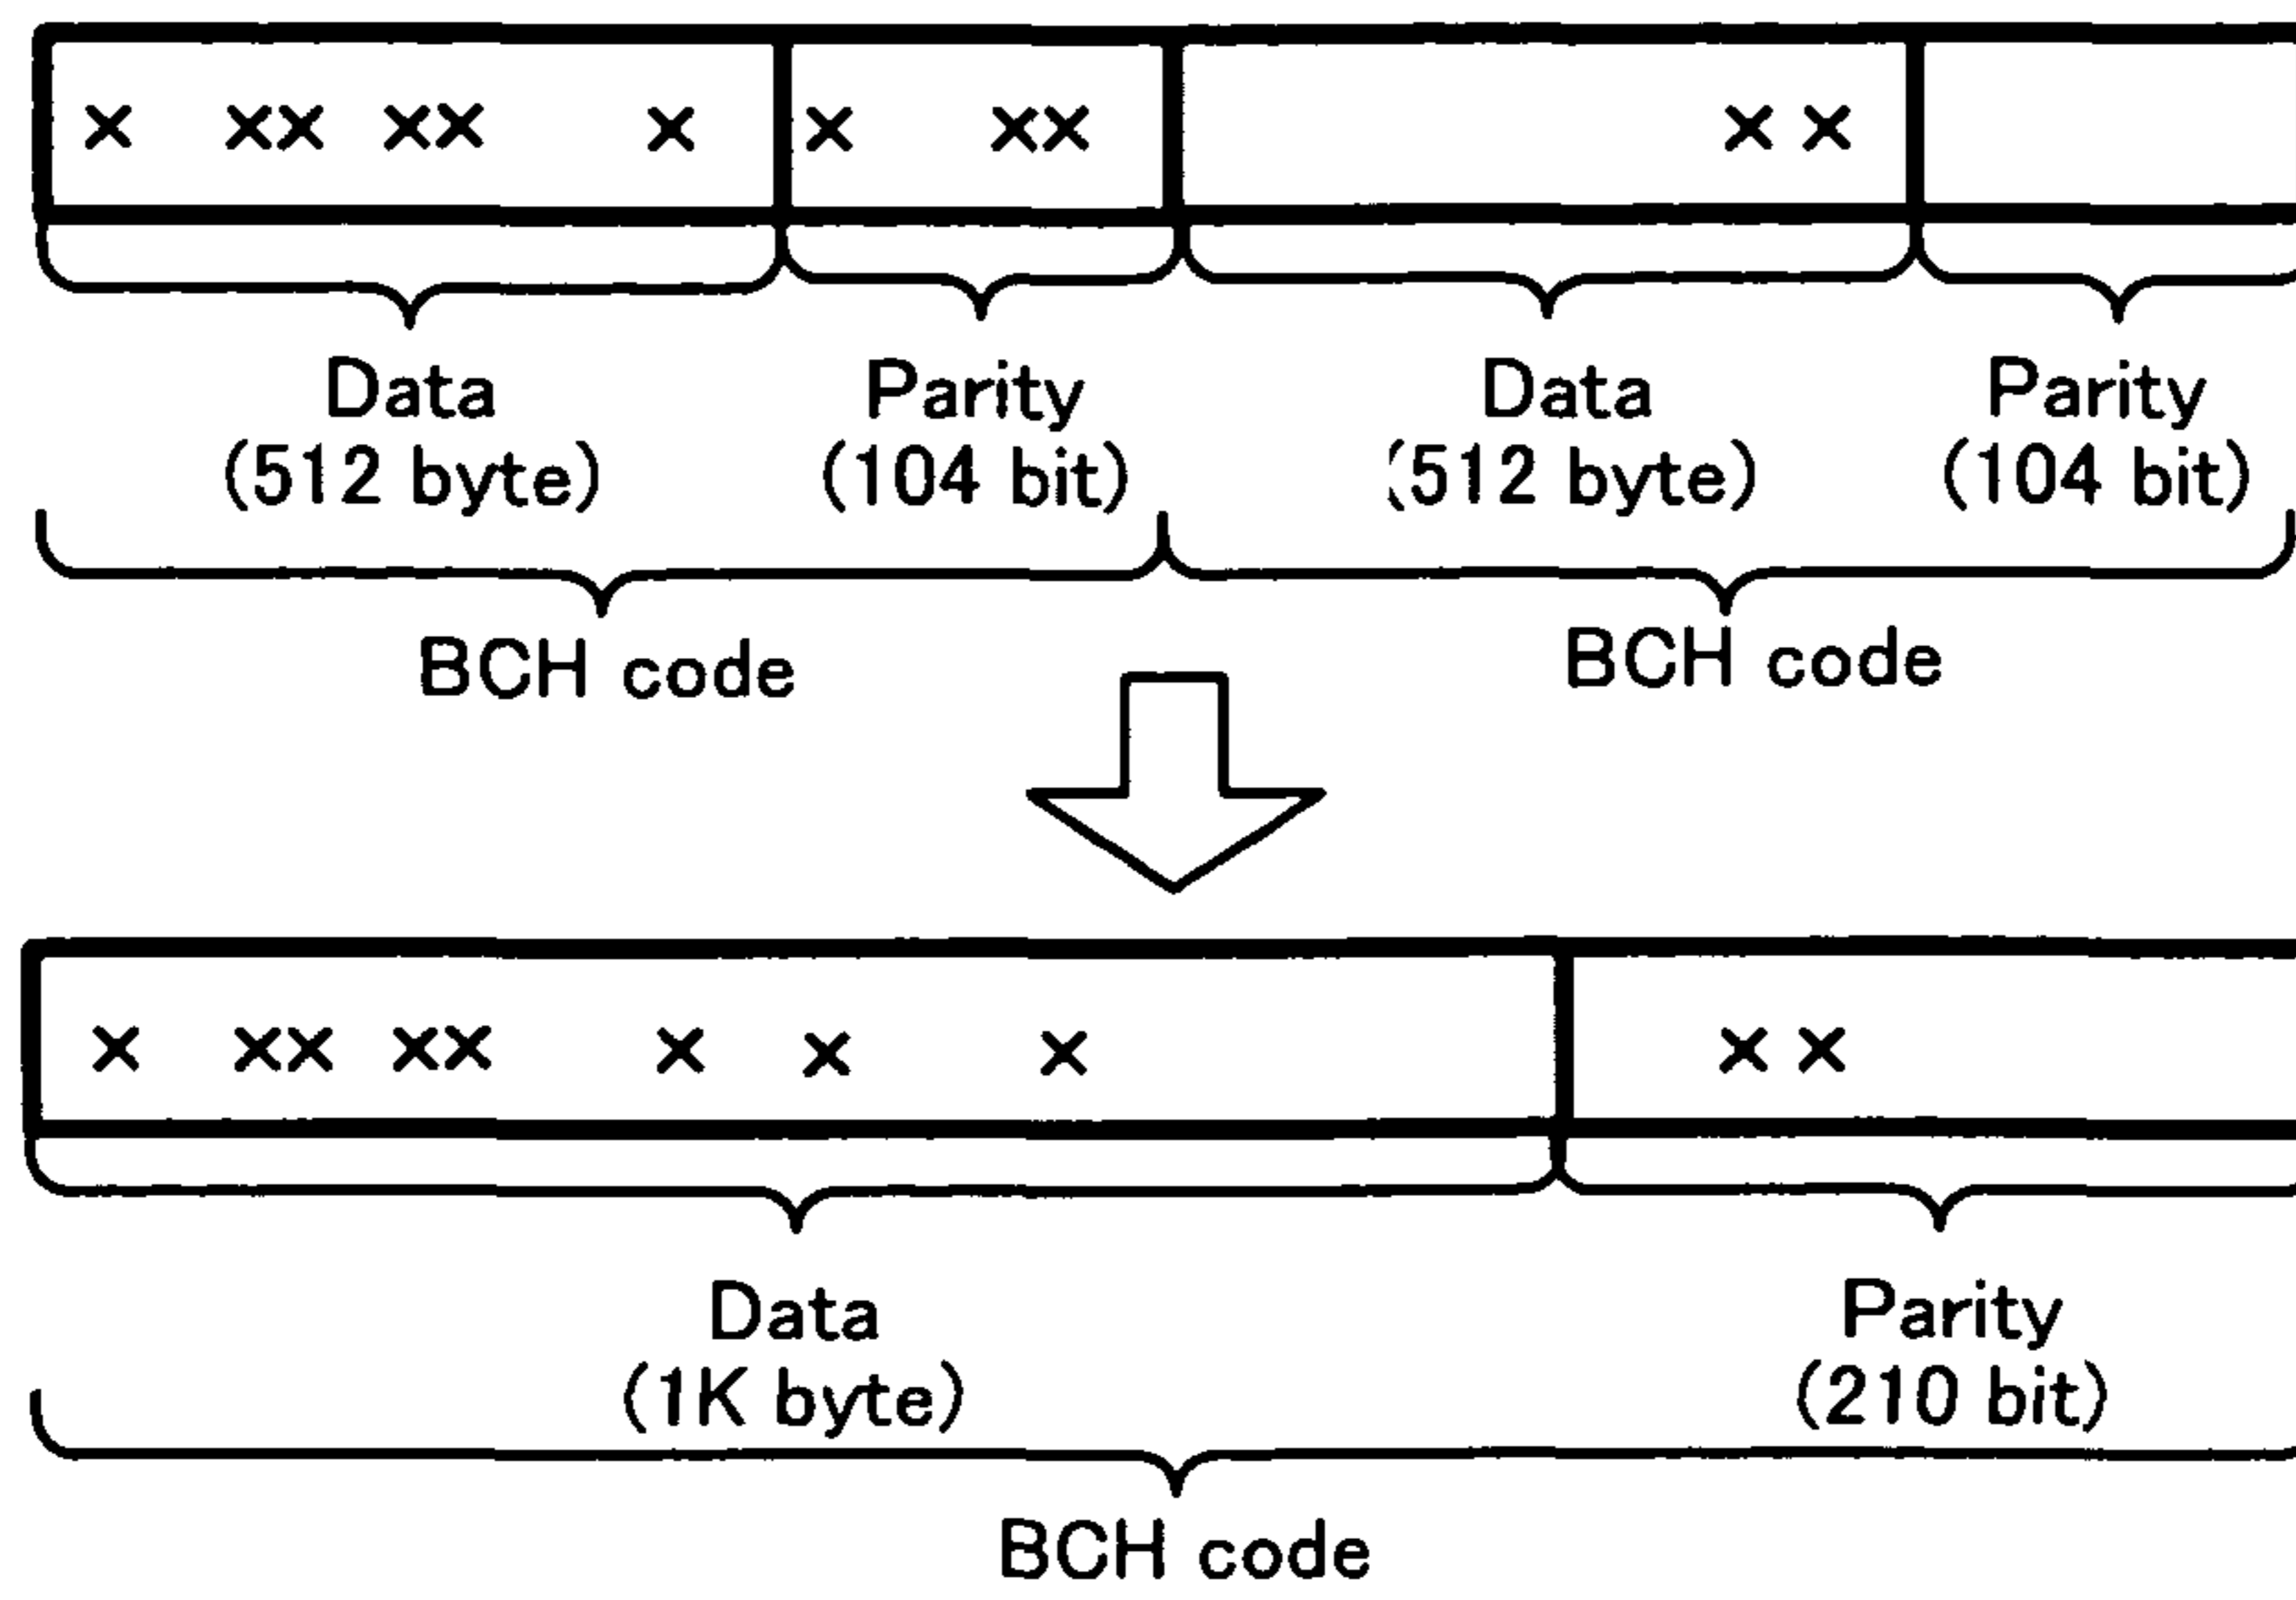 × ×× ×× × × ×× × ×
Data Parity Data Parity
(512 byte) (104 bit) (512 byte) (104 bit)
BCH code BCH code
× ×× ×× × × × × ×
Data Parity
(1K byte) (210 bit)
BCH code